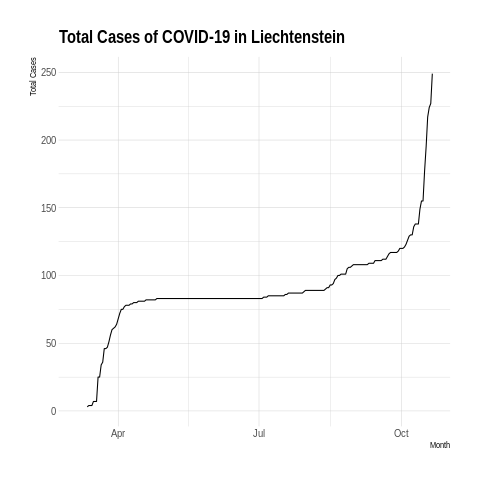 Total Cases of COVID-19 in Liechtenstein
Total Cases
250
200
150
100
50
0
Apr Jul Oct
Month